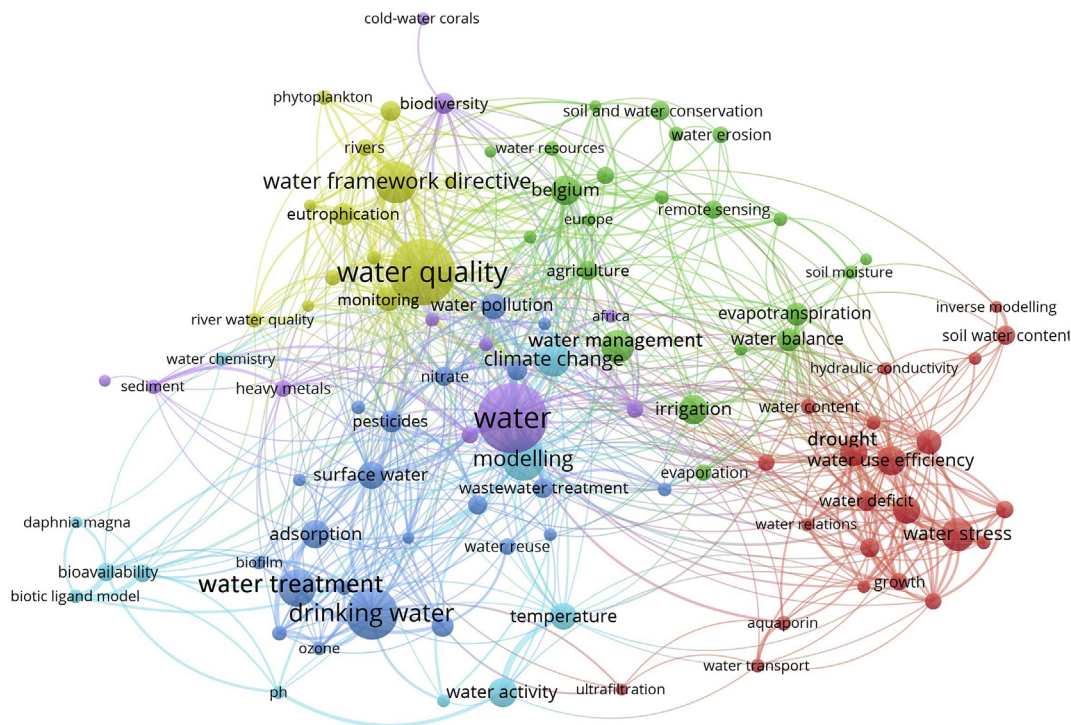 cold-water corals
phytoplankton
biodiversity
soil and water conservation
water erosion
rivers
water resources
water framework directive
belgium
eutrophication
europe
remote sensing
water quality
agriculture
soil moisture
monitoring
water pollution
river water quality
africa
evapotranspiration
inverse modelling
water management
water balance
soil water content
water chemistry
climate change
hydraulic conductivity
sediment
heavy metals
nitrate
pesticides
water
irrigation
water content
drought
modelling
water use efficiency
surface water
evaporation
wastewater treatment
water deficit
daphnia magna
water relations
adsorption
water stress
water reuse
biofilm
bioavailability
water treatment
growth
biotic ligand model
drinking water
temperature
aquaporin
ozone
water transport
ph
water activity
ultrafiltration